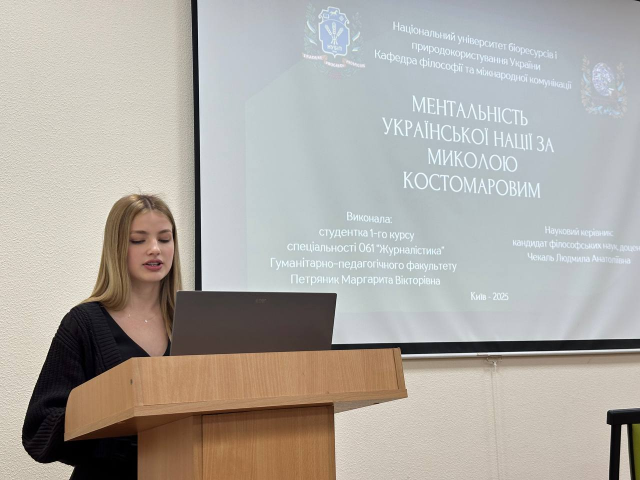 Національний університет біоресурсів і
природокористування України
Кафедра філософії та міжнародної комунікації
МЕНТАЛЬНІСТЬ
УКРАЇНСЬКОЇ НАЦІЇ ЗА
МИКОЛОЮ
КОСТОМАРОВИМ
Виконала:
студентка 1-го курсу
спеціальності 061 "Журналістика"
Гуманітарно-педагогічного факультету
Петряник Маргарита Вікторівна
Науковий керівник:
кандидат філософських наук,
Чекаль Людмила Анатоліївна
Київ - 2025